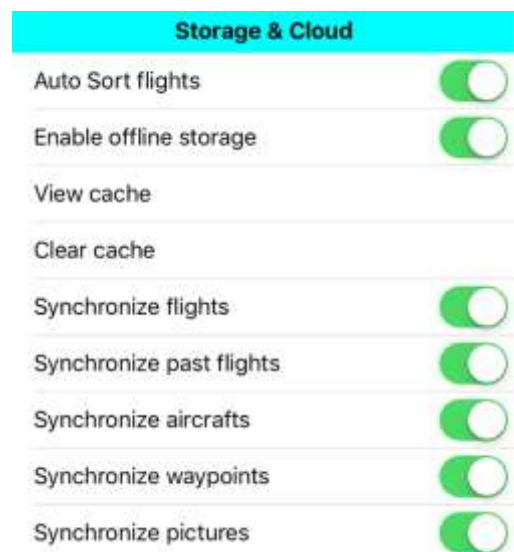 Storage & Cloud
Auto Sort flights
Enable offline storage
View cache
Clear cache
Synchronize flights
Synchronize past flights
Synchronize aircrafts
Synchronize waypoints
Synchronize pictures